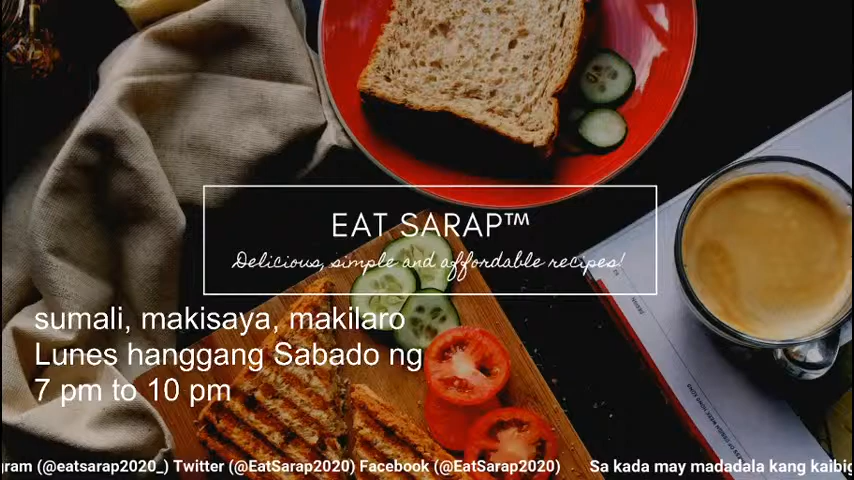 EAT SARAP™
Delicious, simple and affordable recipes!
sumali, makisaya, makilaro
Lunes hanggang Sabado ng
7 pm to 10 pm
gram (@eatsarap2020_) Twitter (@EatSarap2020) Facebook (@EatSarap2020) Sa kada may madadala kang kaibig